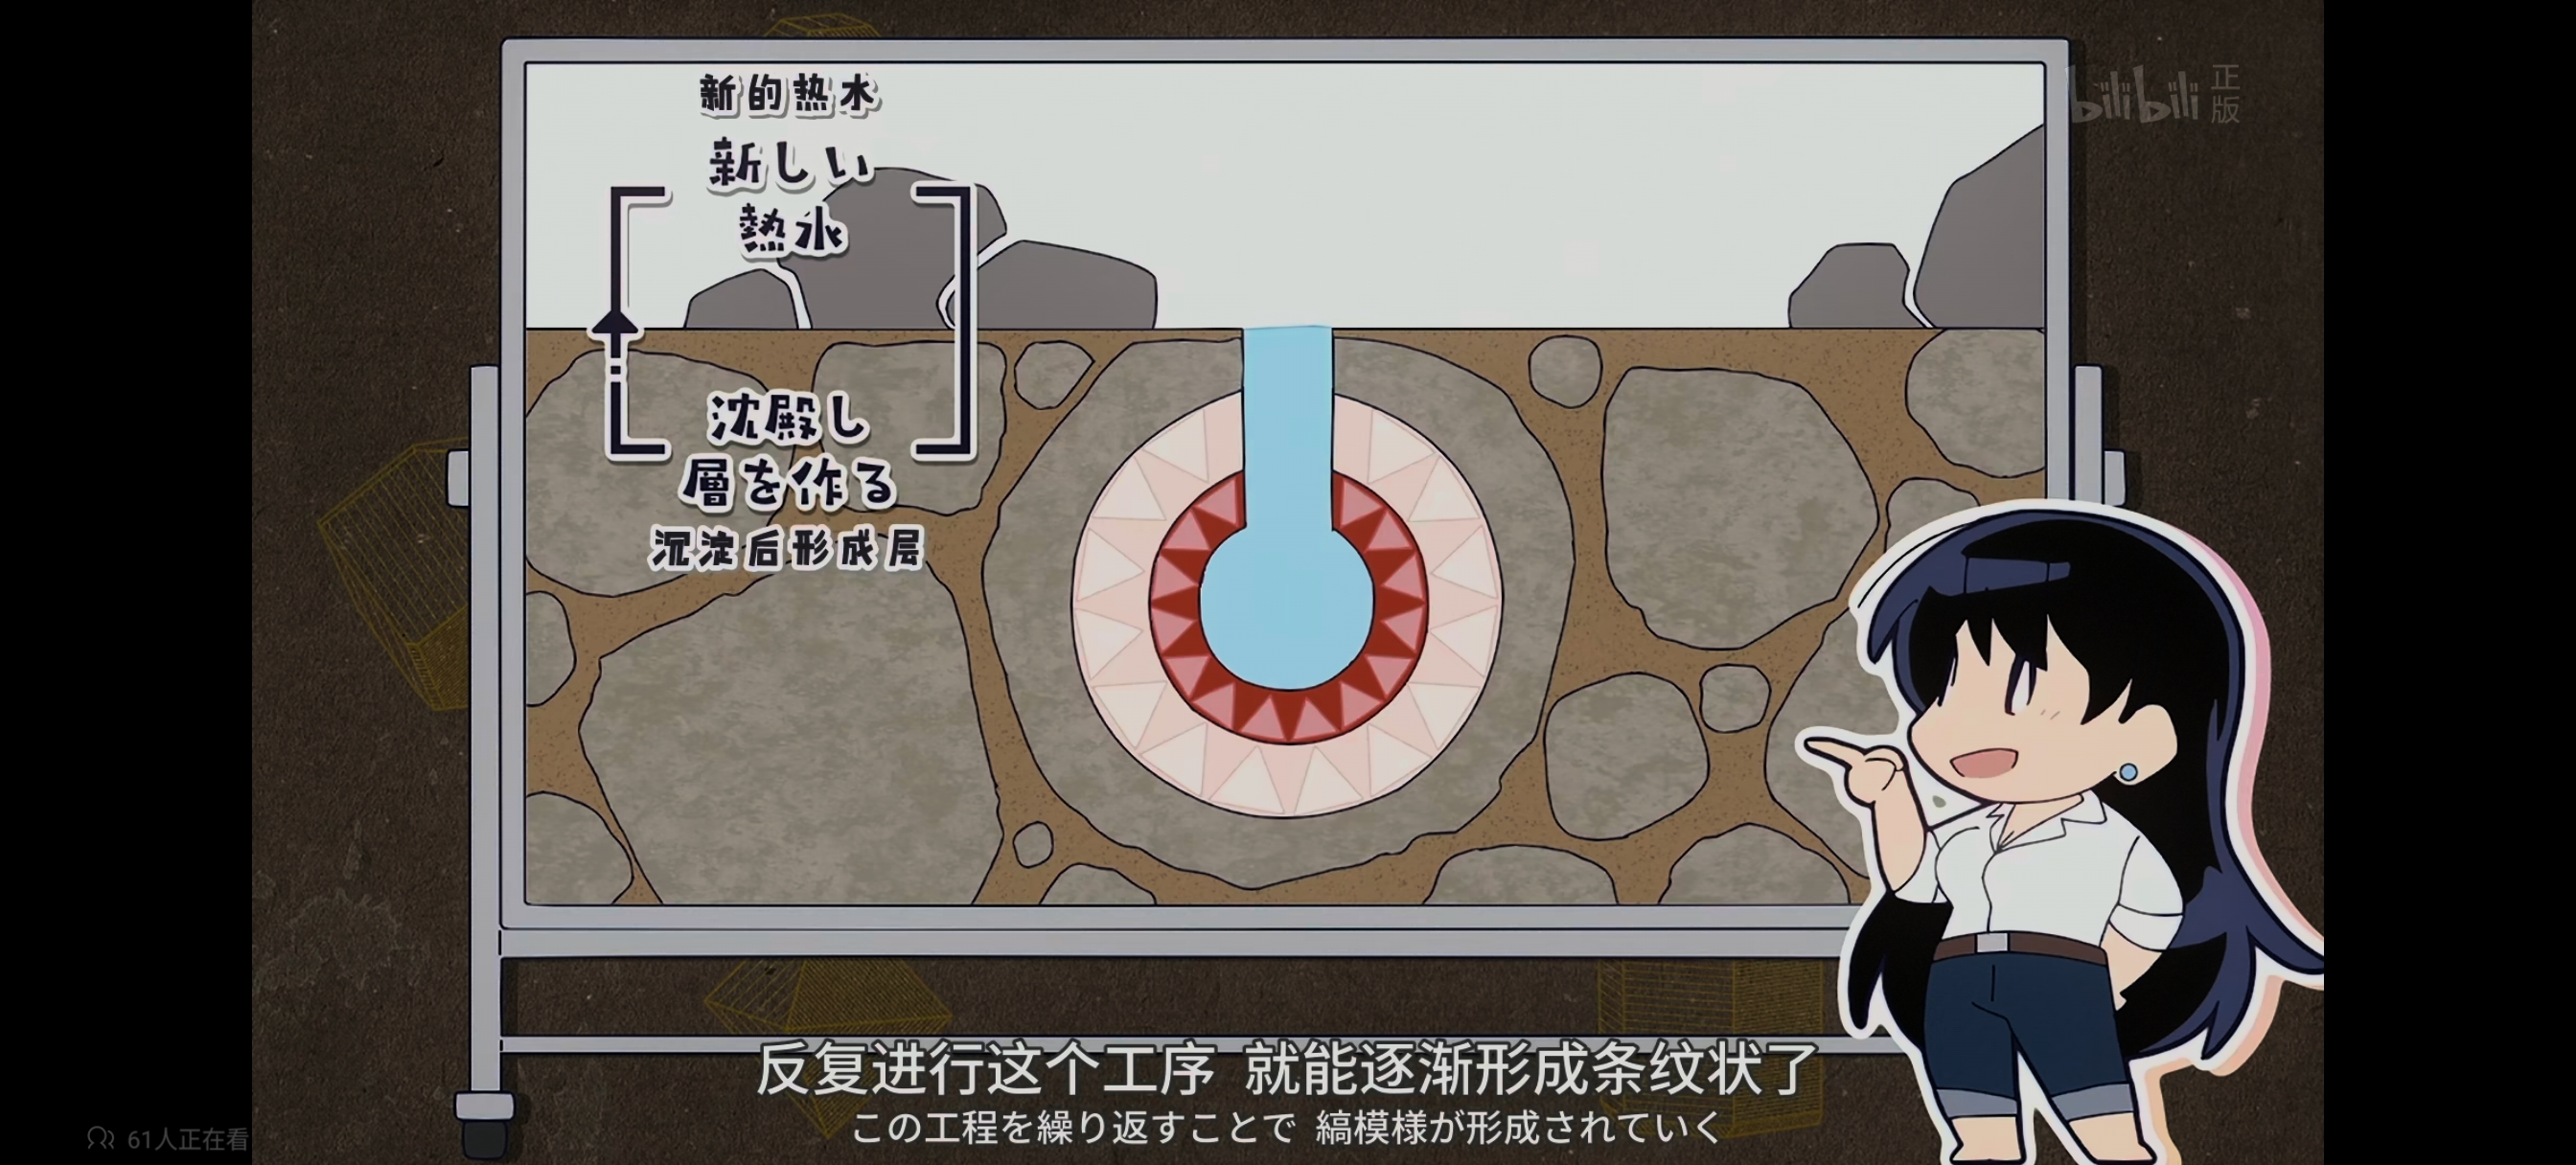 新的热水
新しい
熱水
沈殿し
層を作る
沉淀后形成层
bilibili 正版
反复进行这个工序 就能逐渐形成条纹状了
この工程を繰り返すことで 縞模様が形成されていく
61人正在看